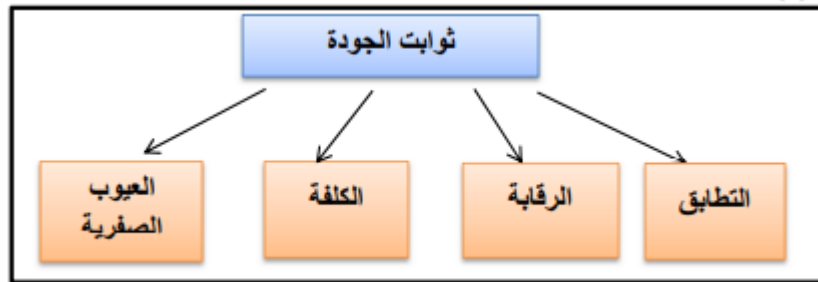 ثوابت الجودة
التطابق
الرقابة
الكلفة
العيوب
الصفرية